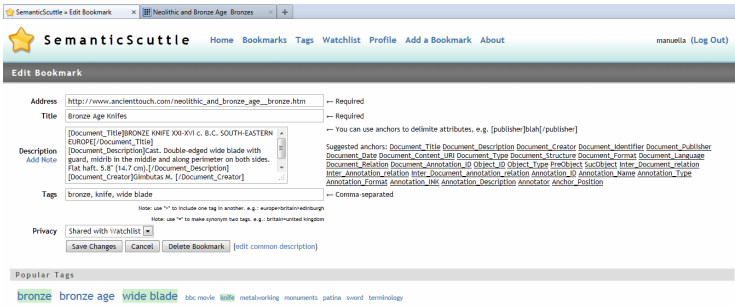 SemanticScuttle » Edit Bookmark × Neolithic and Bronze Age Bronzes × +
SemanticScuttle Home Bookmarks Tags Watchlist Profile Add a Bookmark About manuella (Log Out)
Edit Bookmark
Address http://www.ancienttouch.com/neolithic_and_bronze_age__bronze.htm ← Required
Title Bronze Age Knifes ← Required
Description
Add Note
[Document_Title]BRONZE KNIFE XXI-XVI c. B.C. SOUTH-EASTERN
EUROPE[/Document_Title]
[Document_Description]Cast. Double-edged wide blade with
guard, midrib in the middle and along perimeter on both sides.
Flat haft. 5.8" (14.7 cm).[/Document_Description]
[Document_Creator]Gimbutas M. [/Document_Creator]
← You can use anchors to delimite attributes, e.g. [publisher]blah[/publisher]
Suggested anchors: Document_Title Document_Description Document_Creator Document_Identifier Document_Publisher
Document_Date Document_Content_URI Document_Type Document_Structure Document_Format Document_Language
Document_Relation Document_Annotation_ID Object_ID Object_Type PreObject SucObject Inter_Document_relation
Inter_Annotation_relation Inter_Document_annotation_relation Annotation_ID Annotation_Name Annotation_Type
Annotation_Format Annotation_INK Annotation_Description Annotator Anchor_Position
Tags bronze, knife, wide blade ← Comma-separated
Note: use ">" to include one tag in another. e.g.: europe>britain>edinburgh
Note: use "=" to make synonym two tags. e.g.: britain=united kingdom
Privacy Shared with Watchlist
Save Changes Cancel Delete Bookmark (edit common description)
Popular Tags
bronze bronze age wide blade bbc movie knife metalworking monuments patina sword terminology